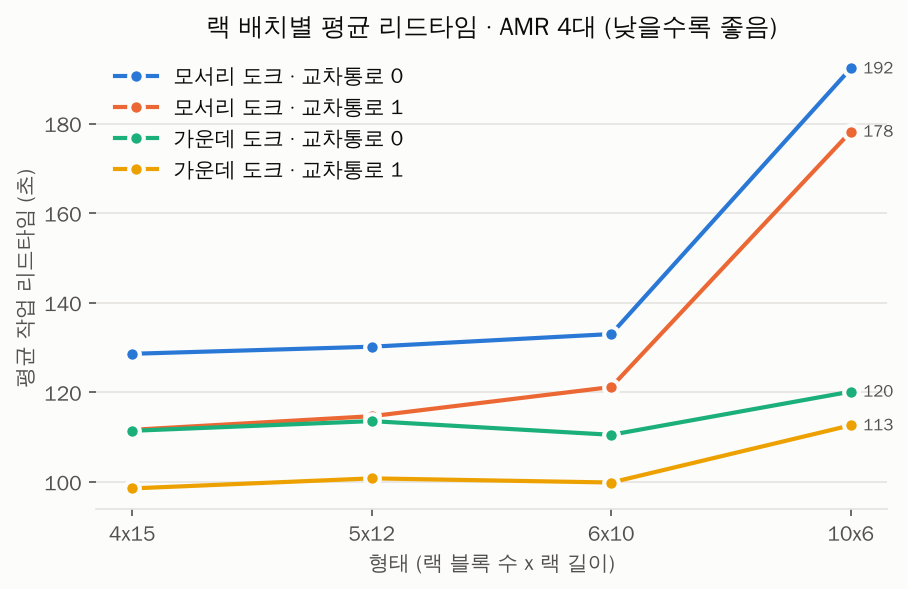 랙 배치별 평균 리드타임 · AMR 4대 (낮을수록 좋음)
모서리 도크 · 교차통로 0
모서리 도크 · 교차통로 1
가운데 도크 · 교차통로 0
가운데 도크 · 교차통로 1
192
178
120
113
평균 작업 리드타임 (초)
180
160
140
120
100
4x15
5x12
6x10
10x6
형태 (랙 블록 수 x 랙 길이)